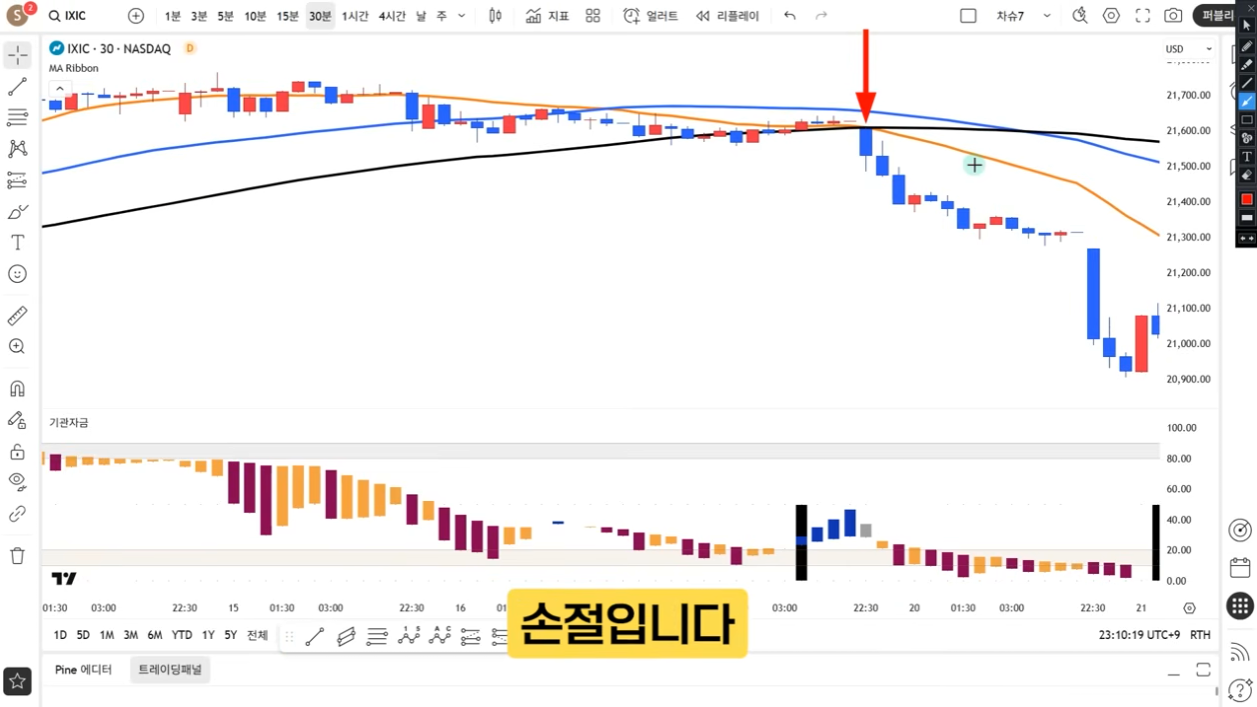 S 2 IXIC 1분 3분 5분 10분 15분 30분 1시간 4시간 날 주 지표 얼러트 리플레이 차슈7 퍼블리
IXIC · 30 · NASDAQ D
USD
MA Ribbon
21,700.00
21,600.00
21,500.00
21,400.00
21,300.00
21,200.00
21,100.00
21,000.00
20,900.00
기관자금
100.00
80.00
60.00
40.00
20.00
0.00
01:30 03:00 22:30 15 01:30 03:00 22:30 16 03:00 22:30 20 01:30 03:00 22:30 21
손절입니다
1D 5D 1M 3M 6M YTD 1Y 5Y 전체 23:10:19 UTC+9 RTH
Pine 에디터 트레이딩패널